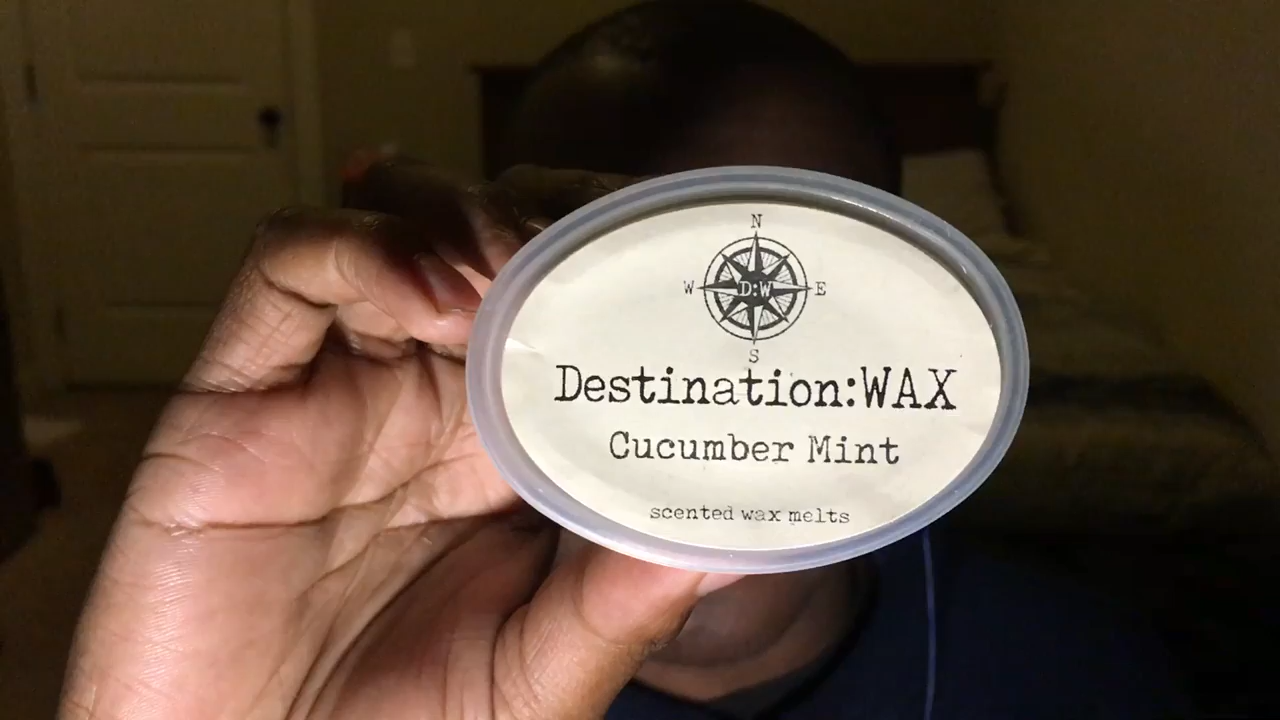 N
W D:W E
S
Destination:WAX
Cucumber Mint
scented wax melts